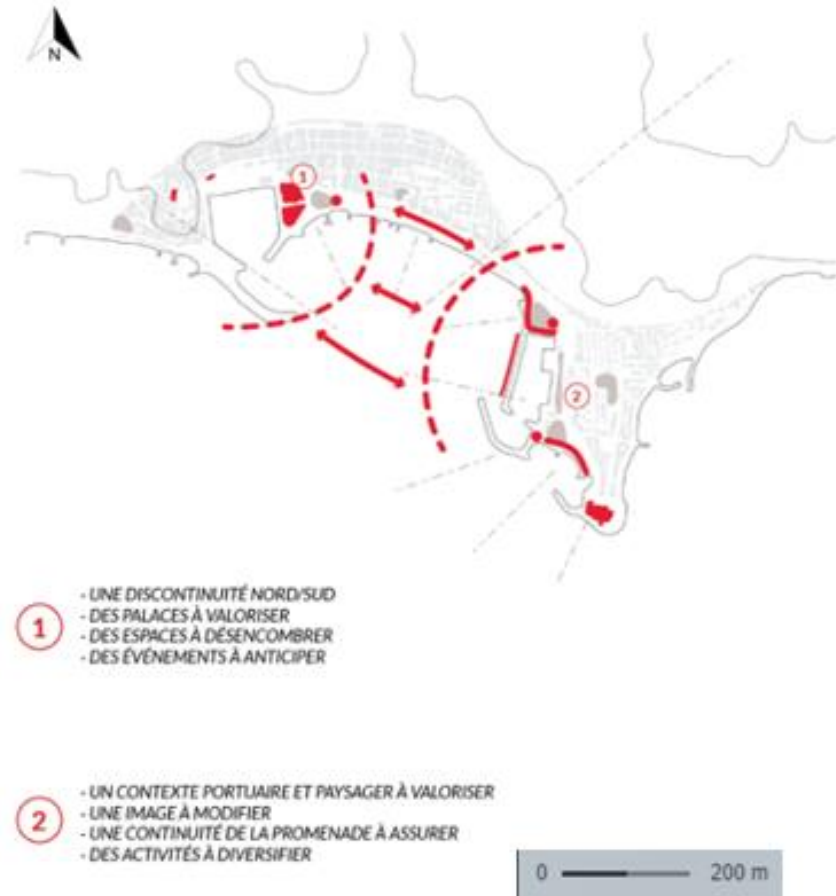 N
1
2
1
- UNE DISCONTINUITÉ NORD/SUD
- DES PALACES À VALORISER
- DES ESPACES À DÉSENCOMBRER
- DES ÉVÉNEMENTS À ANTICIPER
2
- UN CONTEXTE PORTUAIRE ET PAYSAGER À VALORISER
- UNE IMAGE À MODIFIER
- UNE CONTINUITÉ DE LA PROMENADE À ASSURER
- DES ACTIVITÉS À DIVERSIFIER
0 200 m